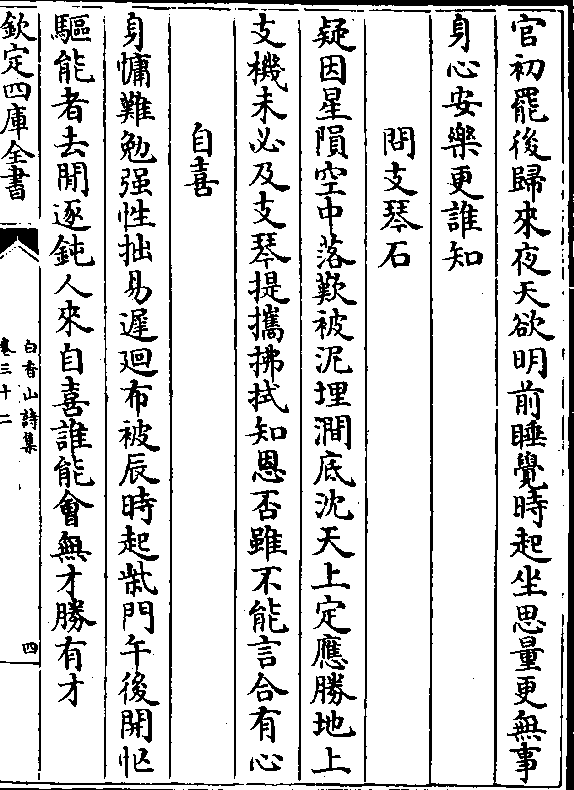 官初罷後歸來夜天欲明前睡覺時起坐思量更無事
身心安樂更誰知
問支琴石
疑因星隕空中落歎被泥埋澗底沈天上定應勝地上
支機未必及支琴提攜拂拭知恩否雖不能言合有心
自喜
身慵難勉强性拙易遲廻布被辰時起柴門午後開忙
驅能者去閒逐鈍人來自喜誰能會無才勝有才
欽定四庫全書
白香山詩集
卷三十二
四